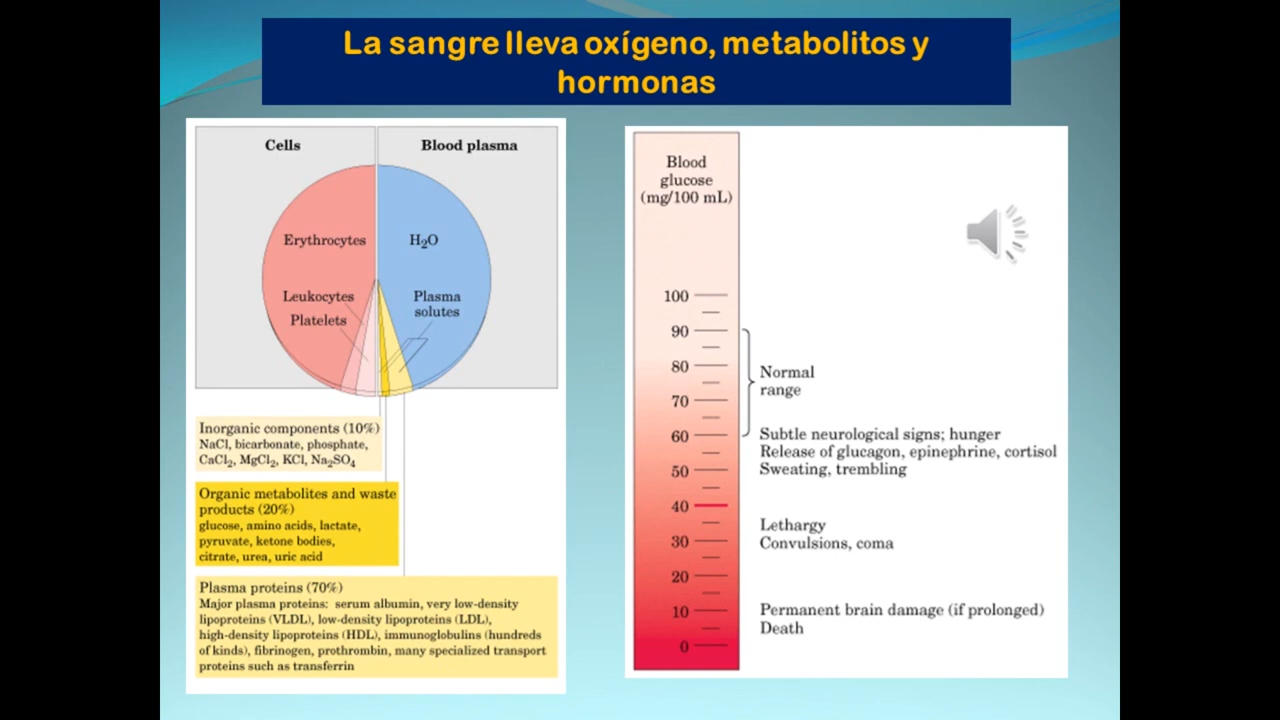 La sangre lleva oxígeno, metabolitos y
hormonas
Cells
Blood plasma
Erythrocytes
H₂O
Leukocytes
Platelets
Plasma
solutes
Inorganic components (10%)
NaCl, bicarbonate, phosphate,
CaCl₂, MgCl₂, KCl, Na₂SO₄
Organic metabolites and waste
products (20%)
glucose, amino acids, lactate,
pyruvate, ketone bodies,
citrate, urea, uric acid
Plasma proteins (70%)
Major plasma proteins: serum albumin, very low-density
lipoproteins (VLDL), low-density lipoproteins (LDL),
high-density lipoproteins (HDL), immunoglobulins (hundreds
of kinds), fibrinogen, prothrombin, many specialized transport
proteins such as transferrin
Blood
glucose
(mg/100 mL)
100
90
80
70
60
50
40
30
20
10
0
Normal
range
Subtle neurological signs; hunger
Release of glucagon, epinephrine, cortisol
Sweating, trembling
Lethargy
Convulsions, coma
Permanent brain damage (if prolonged)
Death